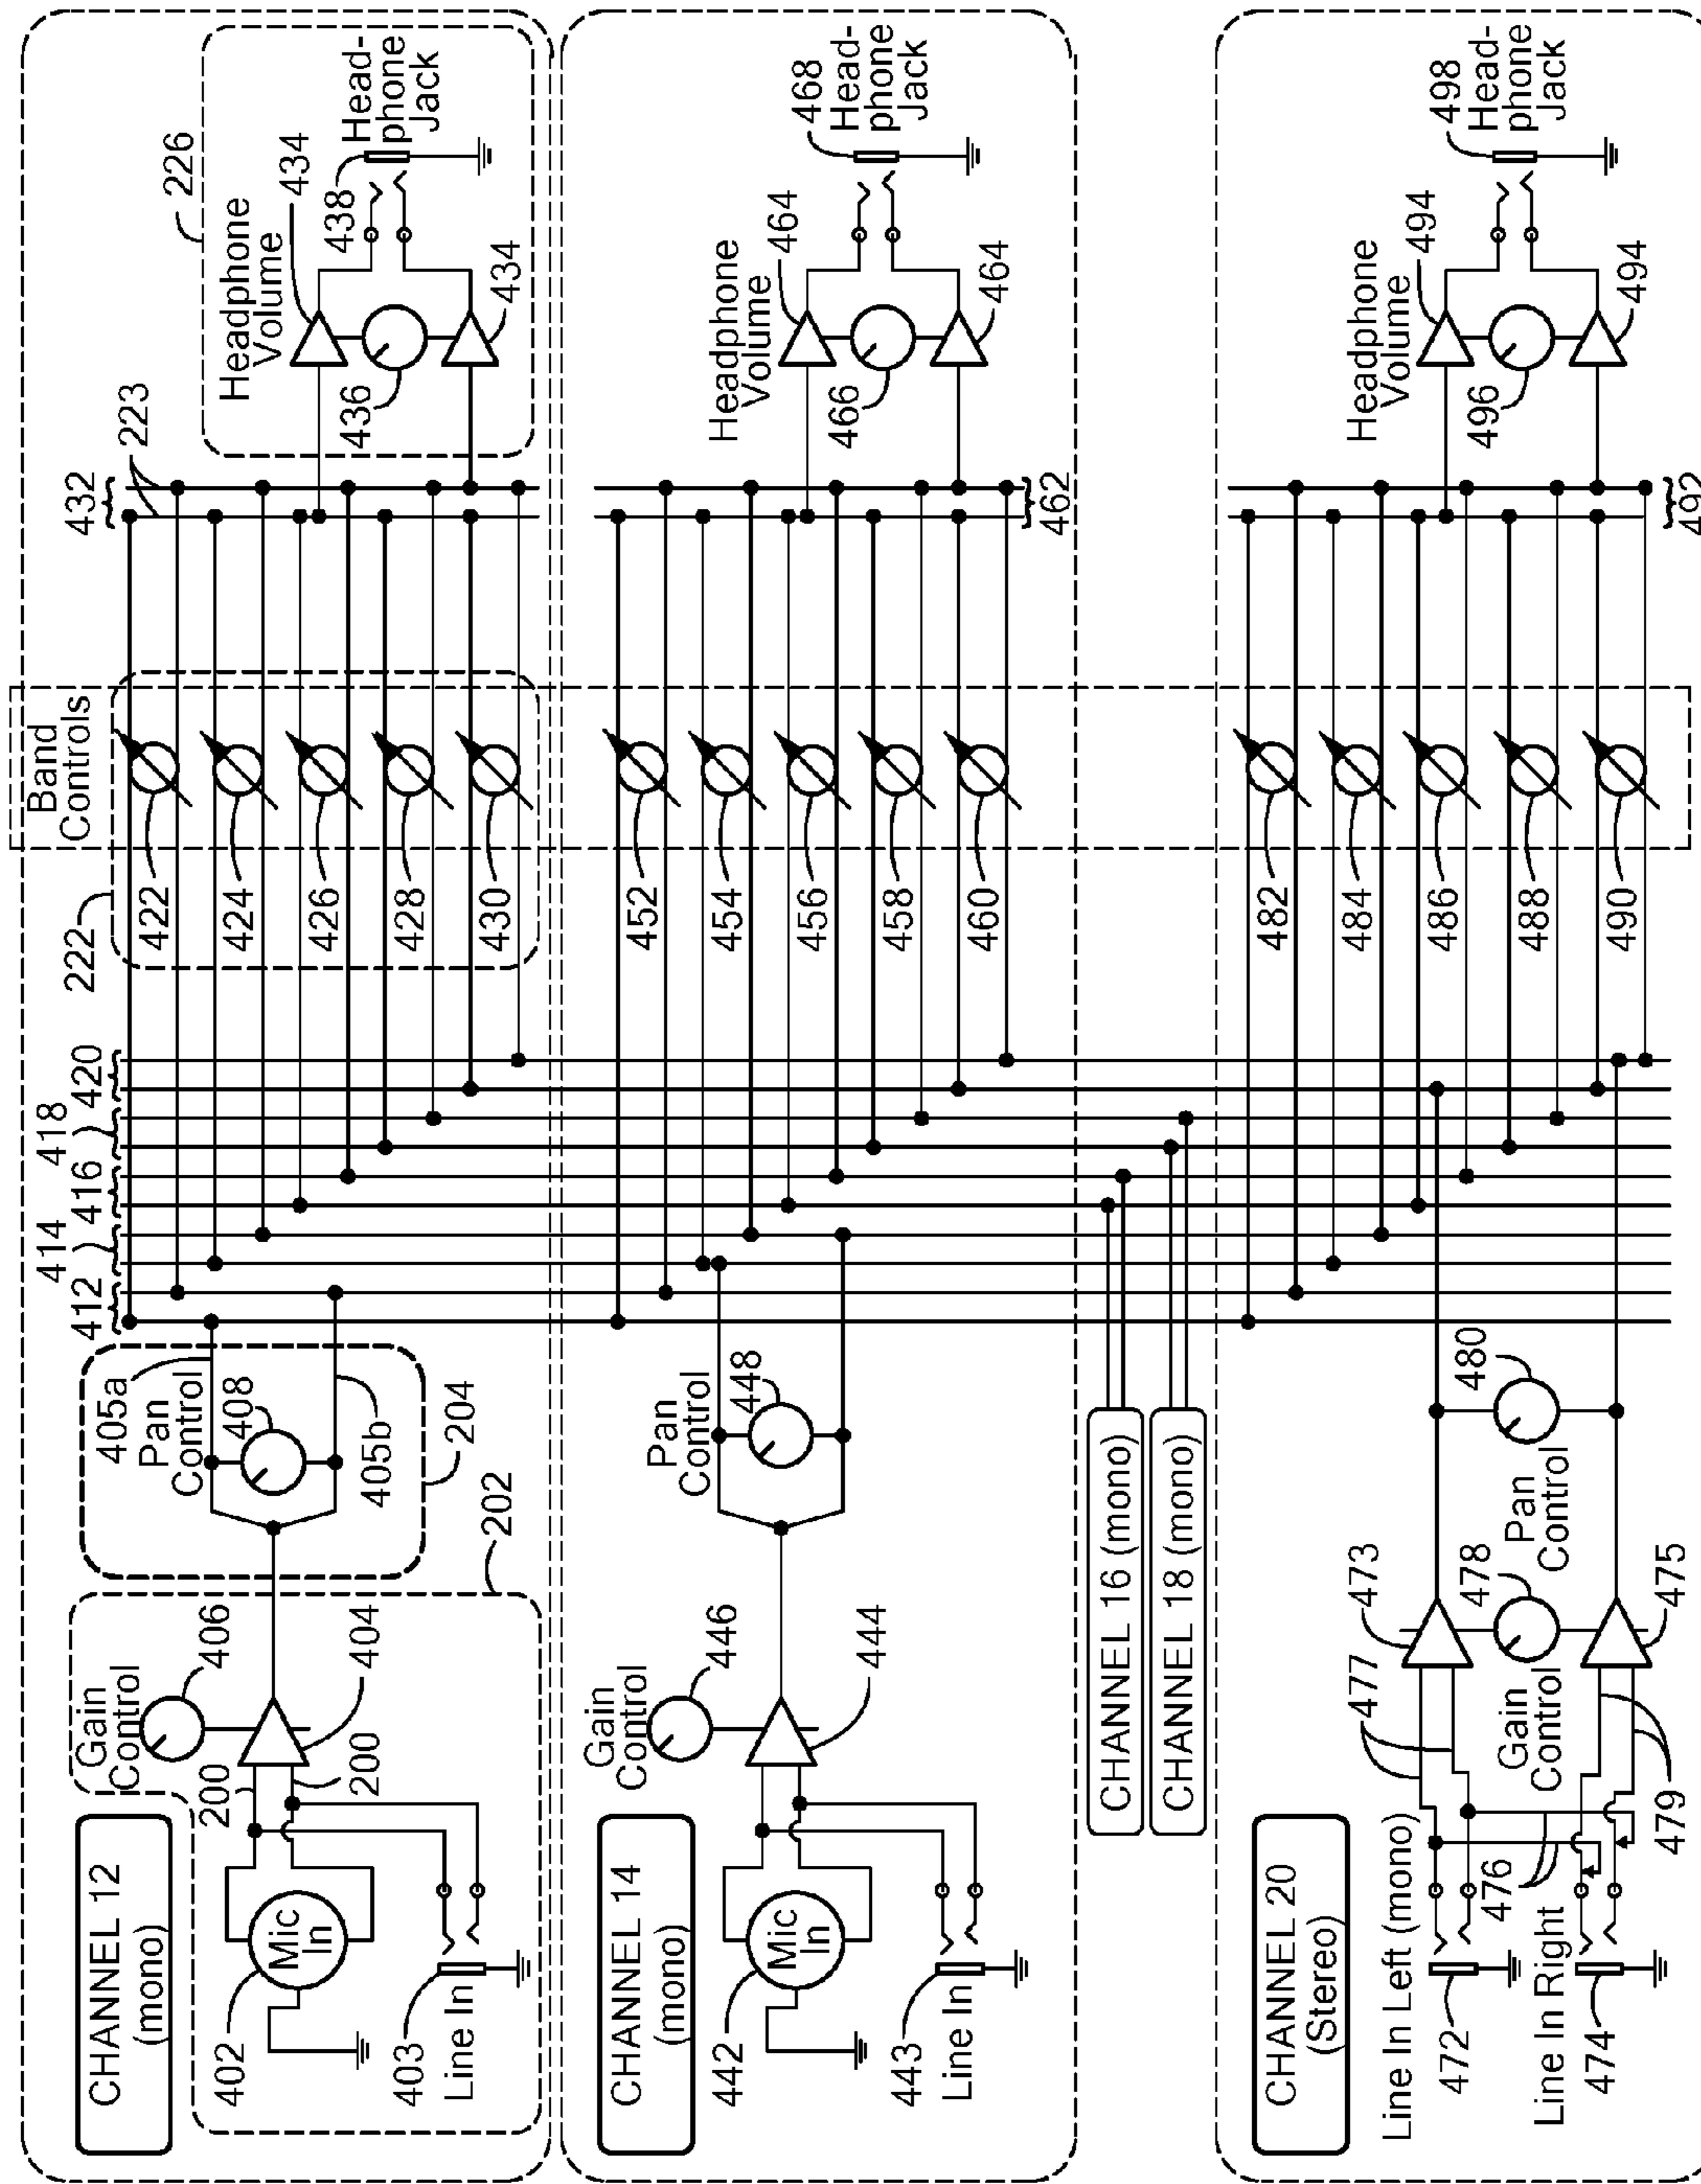 CHANNEL 12
(mono)
402
403
Line In
Mic
In
200
200
Gain
Control
406
404
202
204
405a
Pan
Control
408
405b
412
414
416
418
420
222
Band
Controls
422
424
426
428
430
432
223
226
Headphone
Volume
434
436
434
438
Head-
phone
Jack
CHANNEL 14
(mono)
442
443
Line In
Mic
In
Gain
Control
446
444
Pan
Control
448
452
454
456
458
460
462
Headphone
Volume
464
466
464
468
Head-
phone
Jack
CHANNEL 16 (mono)
CHANNEL 18 (mono)
CHANNEL 20
(Stereo)
Line In Left (mono)
472
Line In Right
474
476
477
479
Gain
Control
473
478
475
Pan
Control
480
482
484
486
488
490
492
Headphone
Volume
494
496
494
498
Head-
phone
Jack